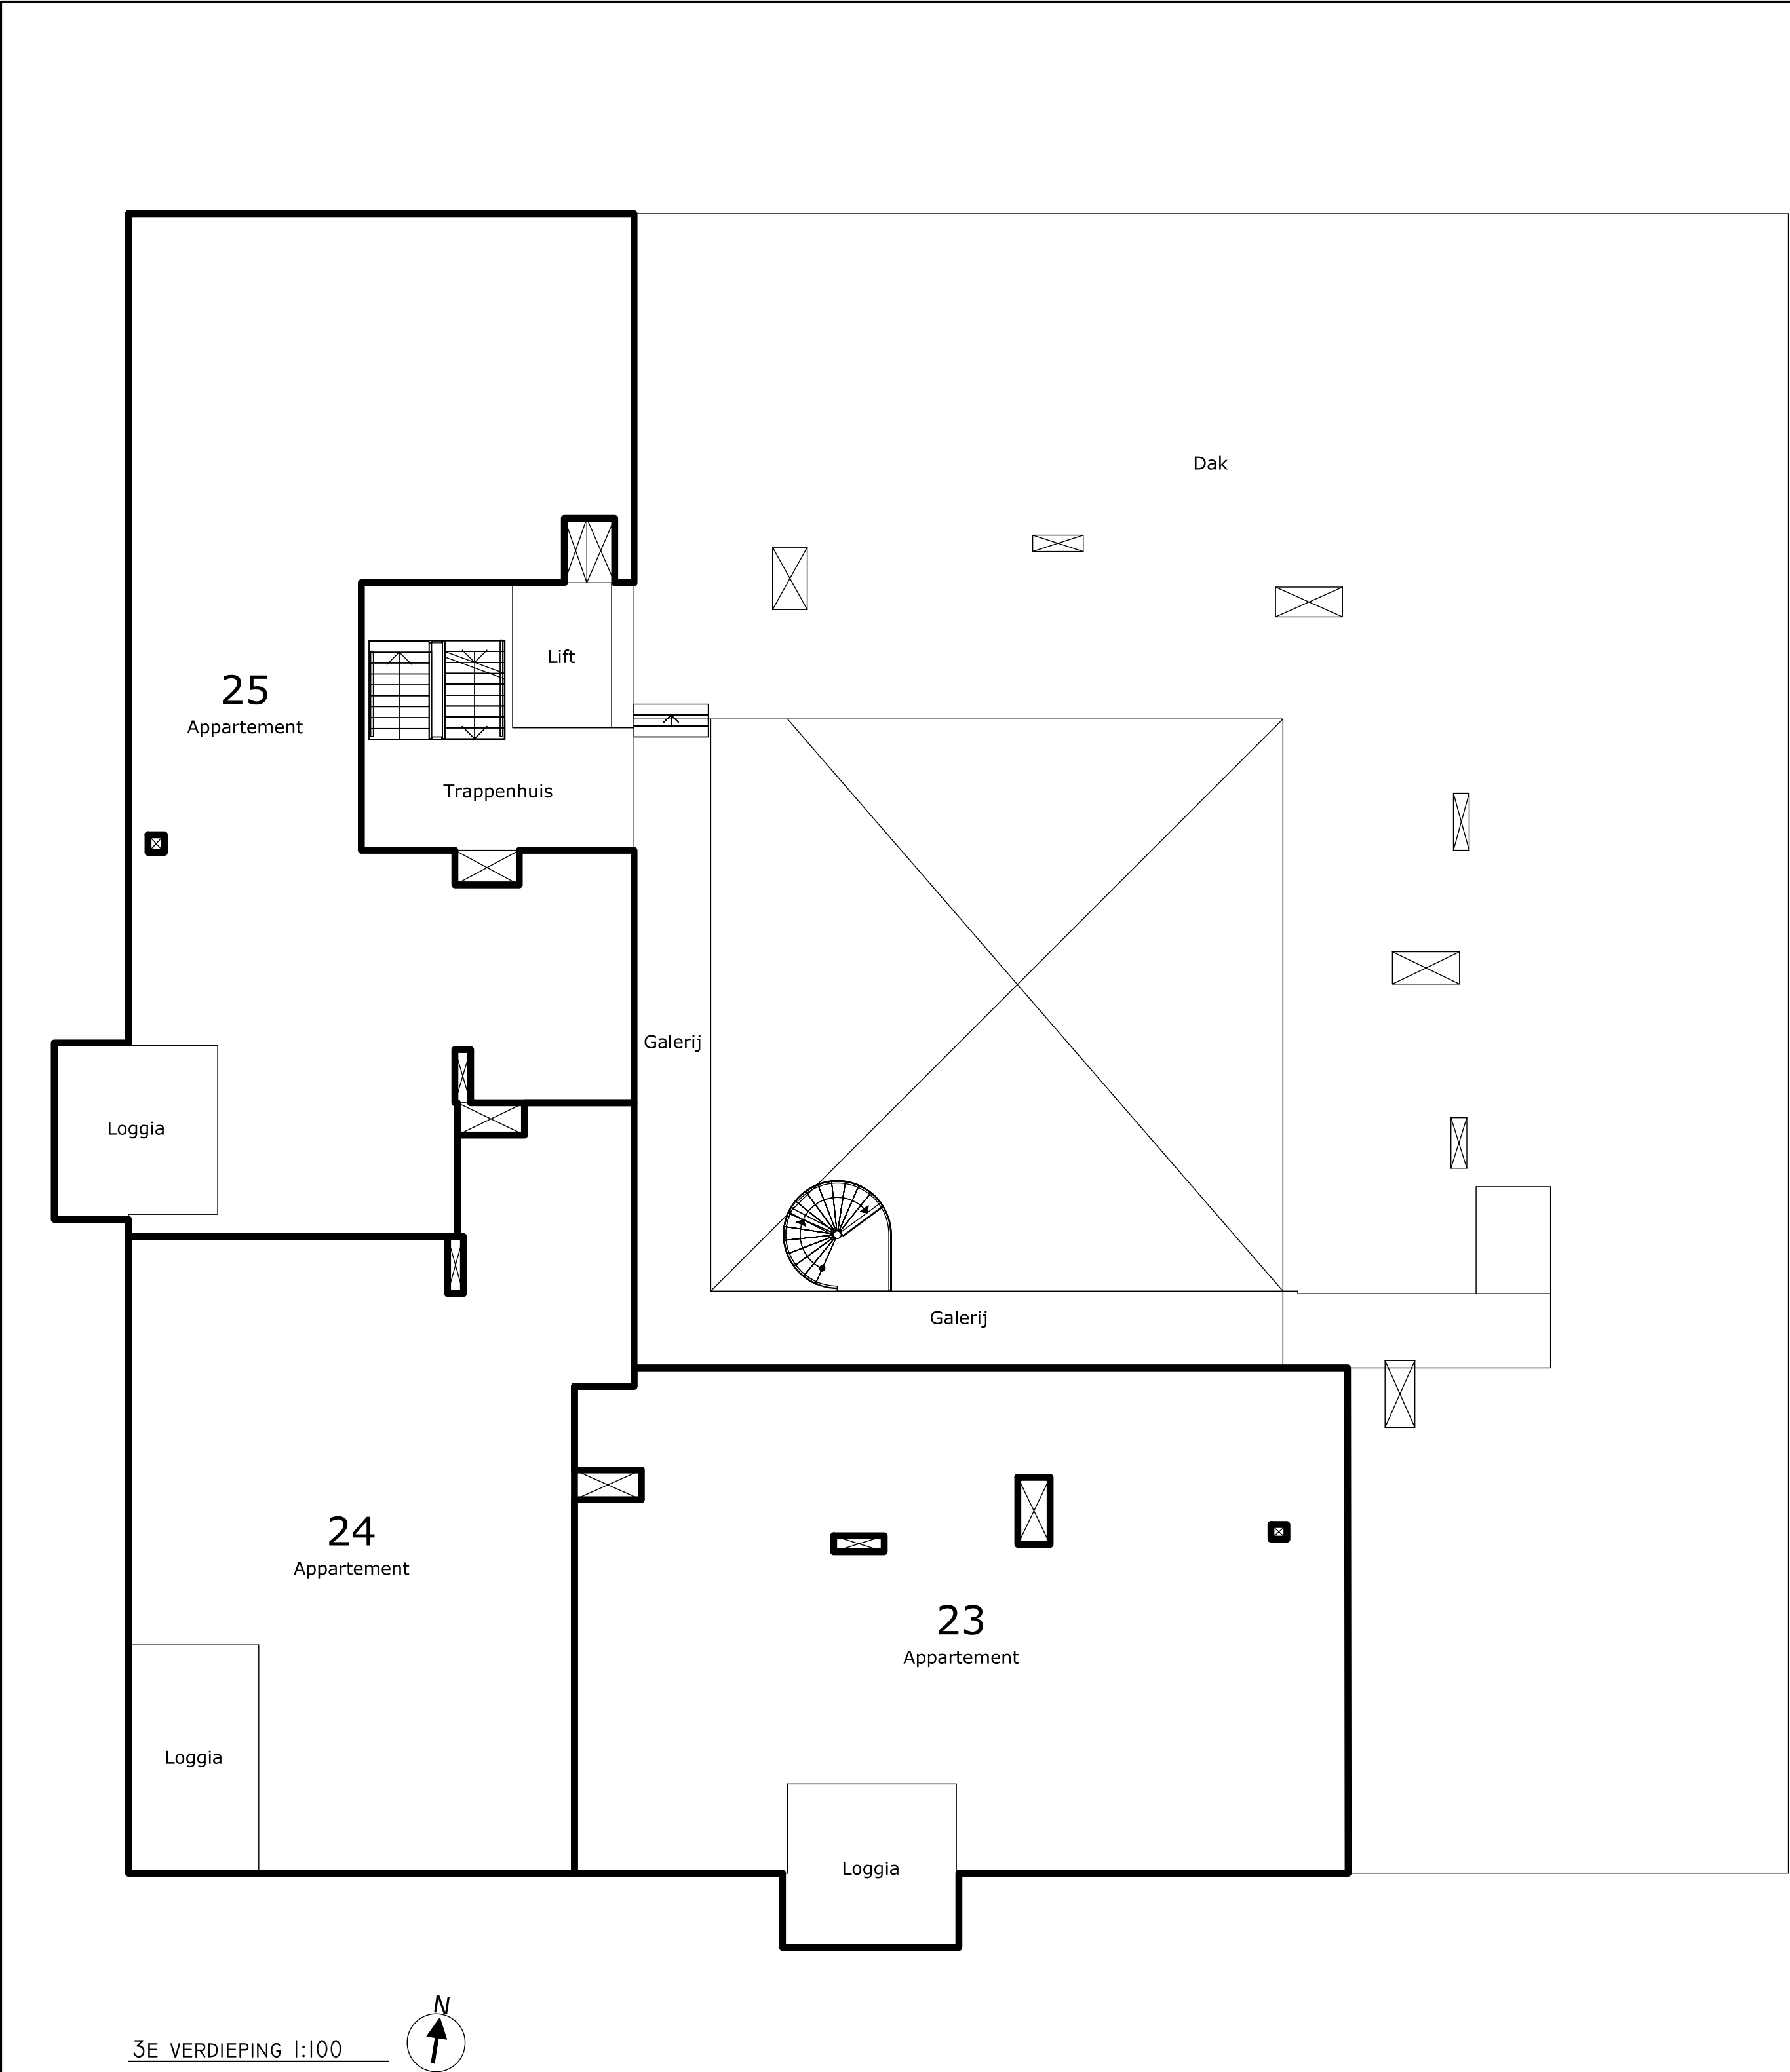 Dak
Lift
25
Appartement
Trappenhuis
Galerij
Loggia
Galerij
24
Appartement
23
Appartement
Loggia
Loggia
N
3E VERDIEPING 1:100